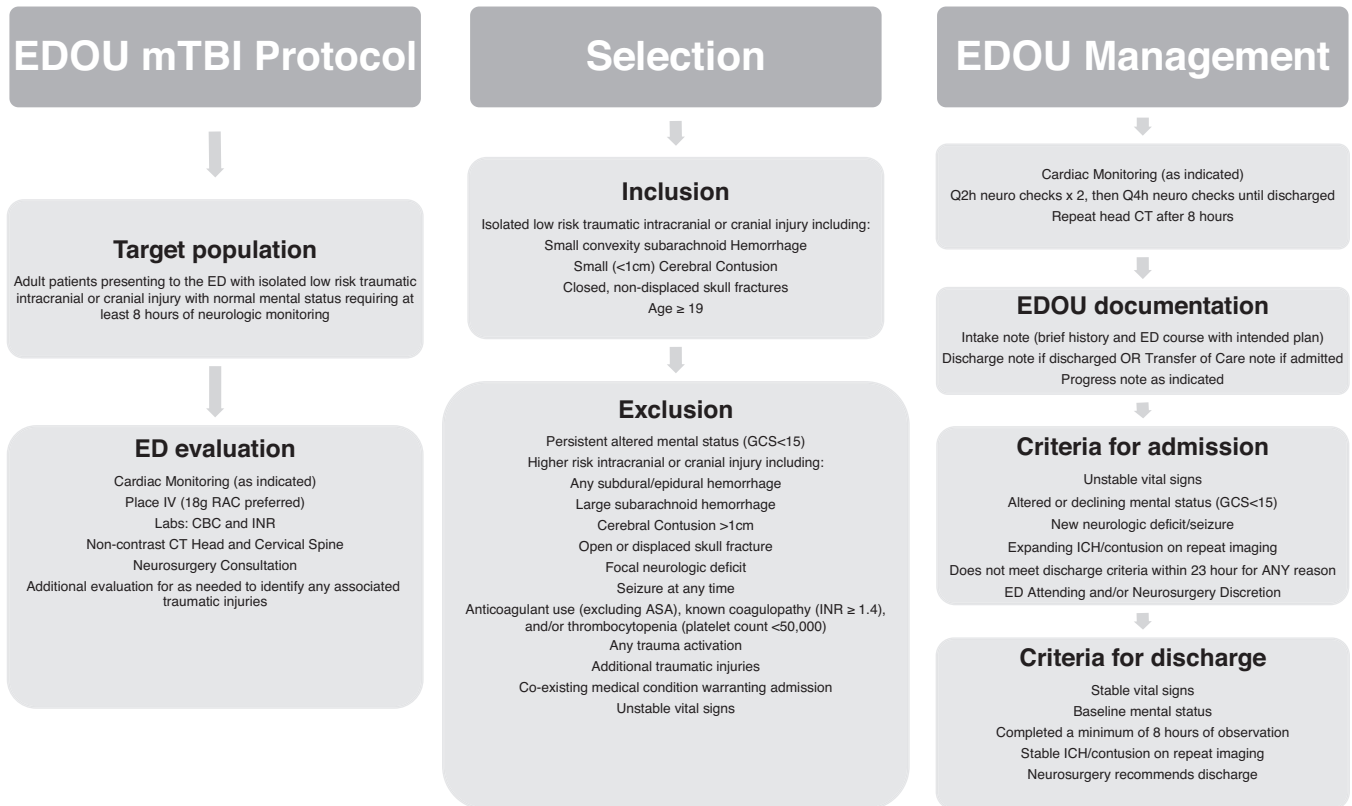 EDOU mTBI Protocol
Target population
Adult patients presenting to the ED with isolated low risk traumatic
intracranial or cranial injury with normal mental status requiring at
least 8 hours of neurologic monitoring
ED evaluation
Cardiac Monitoring (as indicated)
Place IV (18g RAC preferred)
Labs: CBC and INR
Non-contrast CT Head and Cervical Spine
Neurosurgery Consultation
Additional evaluation for as needed to identify any associated
traumatic injuries
Selection
Inclusion
Isolated low risk traumatic intracranial or cranial injury including:
Small convexity subarachnoid Hemorrhage
Small (<1cm) Cerebral Contusion
Closed, non-displaced skull fractures
Age ≥ 19
Exclusion
Persistent altered mental status (GCS<15)
Higher risk intracranial or cranial injury including:
Any subdural/epidural hemorrhage
Large subarachnoid hemorrhage
Cerebral Contusion >1cm
Open or displaced skull fracture
Focal neurologic deficit
Seizure at any time
Anticoagulant use (excluding ASA), known coagulopathy (INR ≥ 1.4),
and/or thrombocytopenia (platelet count <50,000)
Any trauma activation
Additional traumatic injuries
Co-existing medical condition warranting admission
Unstable vital signs
EDOU Management
Cardiac Monitoring (as indicated)
Q2h neuro checks x 2, then Q4h neuro checks until discharged
Repeat head CT after 8 hours
EDOU documentation
Intake note (brief history and ED course with intended plan)
Discharge note if discharged OR Transfer of Care note if admitted
Progress note as indicated
Criteria for admission
Unstable vital signs
Altered or declining mental status (GCS<15)
New neurologic deficit/seizure
Expanding ICH/contusion on repeat imaging
Does not meet discharge criteria within 23 hour for ANY reason
ED Attending and/or Neurosurgery Discretion
Criteria for discharge
Stable vital signs
Baseline mental status
Completed a minimum of 8 hours of observation
Stable ICH/contusion on repeat imaging
Neurosurgery recommends discharge